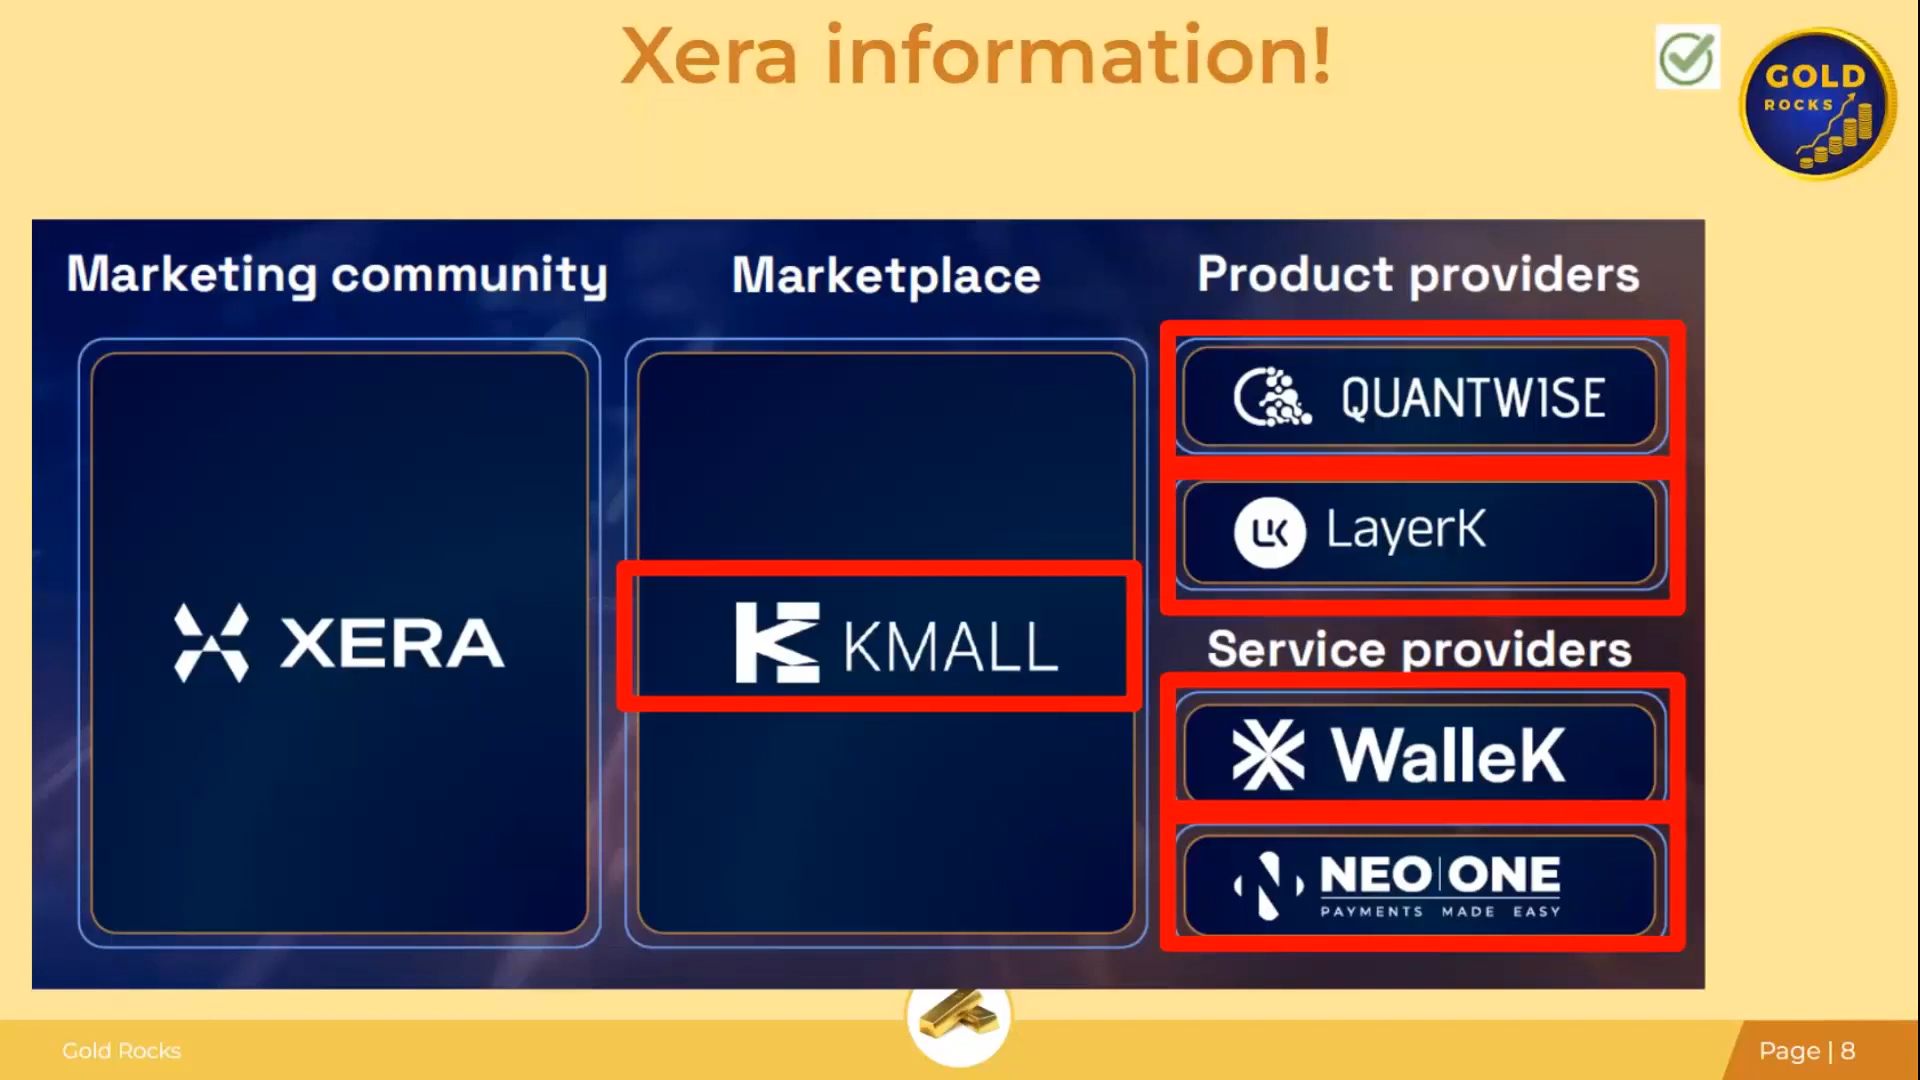 Xera information!
GOLD
ROCKS
Marketing community
Marketplace
Product providers
XERA
KMALL
QUANTWISE
LK LayerK
Service providers
WalleK
NEO|ONE
PAYMENTS MADE EASY
Gold Rocks
Page | 8